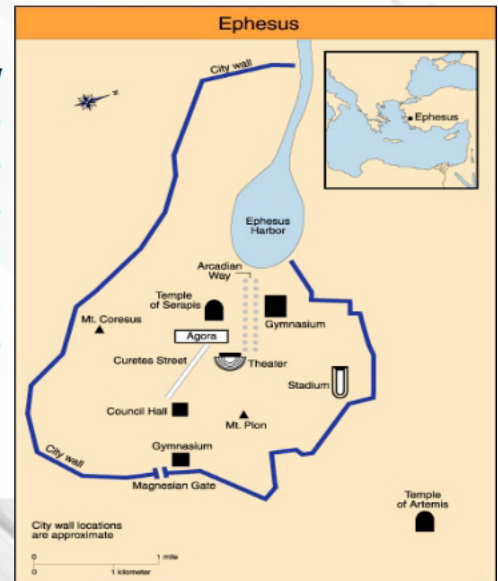 Ephesus
City wall
N
Ephesus
Ephesus
Harbor
Arcadian
Way
Temple
of Serapis
Gymnasium
Mt. Coresus
Agora
Curetes Street
Theater
Stadium
Council Hall
Mt. Pion
City wall
Gymnasium
Magnesian Gate
Temple
of Artemis
City wall locations
are approximate
0 1 mile
0 1 kilometer